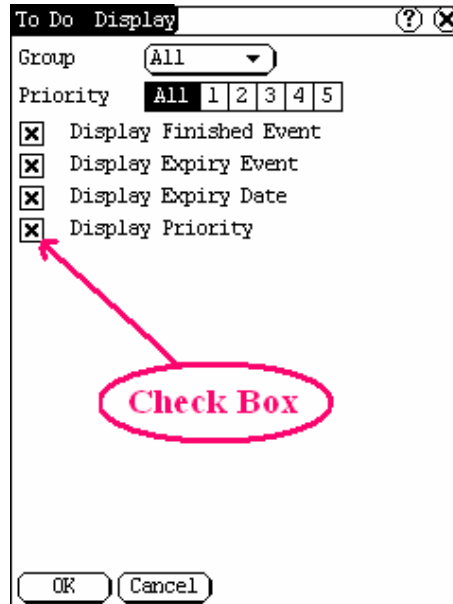 To Do Display ?
Group All
Priority All 1 2 3 4 5
Display Finished Event
Display Expiry Event
Display Expiry Date
Display Priority
Check Box
OK Cancel